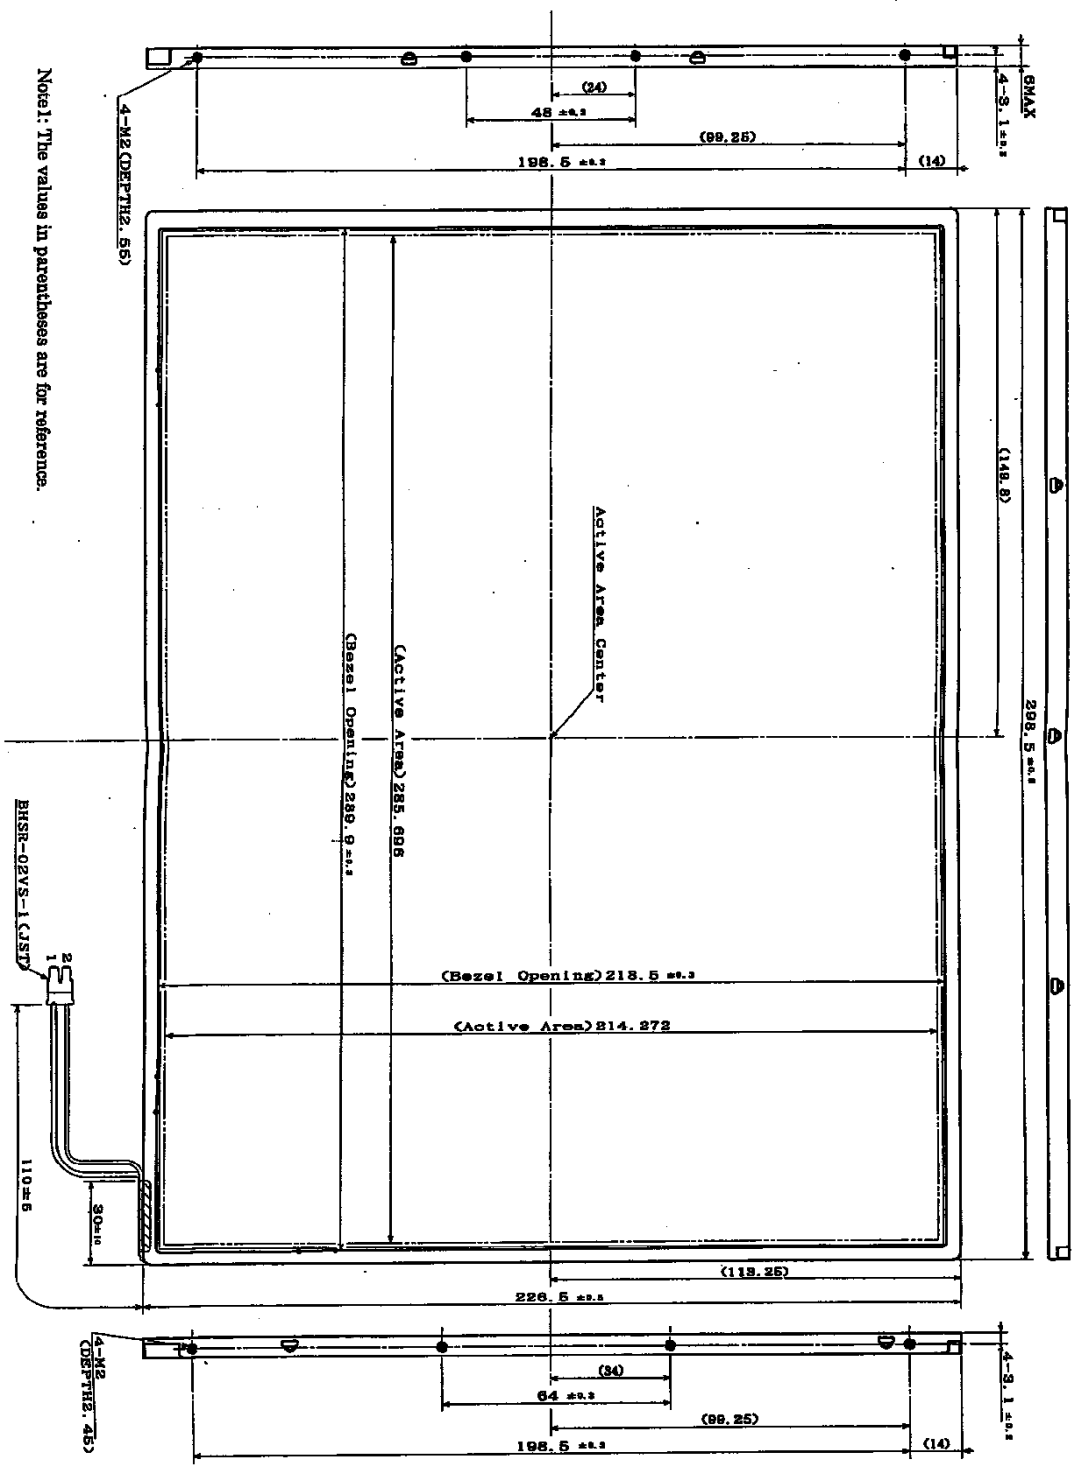 (24)
48 ±0.3
(99.25)
198.5 ±0.3
(14)
6MAX
4-3.1±0.2
4-M2(DEPTH2.55)
Note1: The values in parentheses are for reference.
(149.8)
298.5 ±0.5
Active Area Center
(Active Area)285.696
(Bezel Opening)289.9 ±0.3
(Bezel Opening)218.5 ±0.3
(Active Area)214.272
BHSR-02VS-1(JST)
1
2
110±5
30±10
(113.25)
226.5 ±0.5
4-M2
(DEPTH2.45)
4-3.1 ±0.2
(34)
64 ±0.3
(99.25)
198.5 ±0.3
(14)